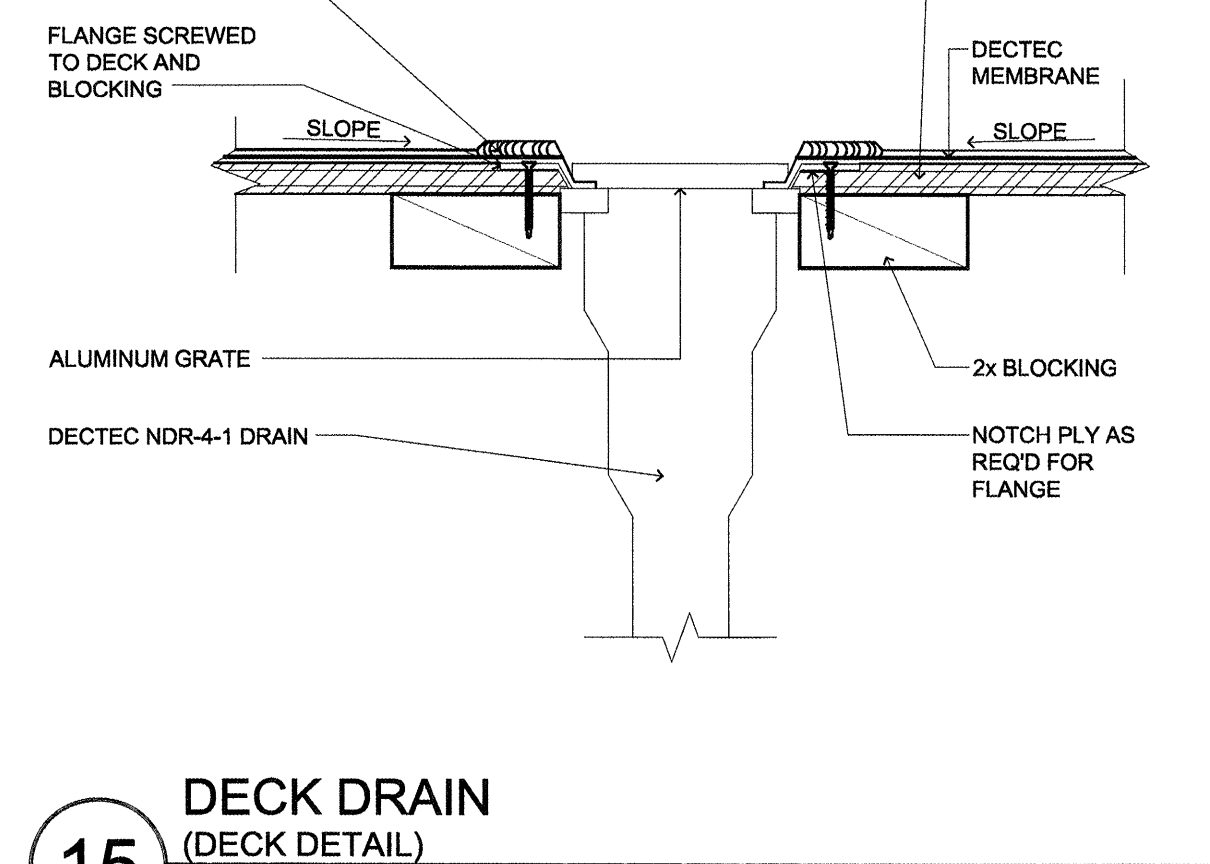 FLANGE SCREWED
TO DECK AND
BLOCKING
DECTEC
MEMBRANE
SLOPE
SLOPE
ALUMINUM GRATE
2x BLOCKING
DECTEC NDR-4-1 DRAIN
NOTCH PLY AS
REQ'D FOR
FLANGE
DECK DRAIN
(DECK DETAIL)
15